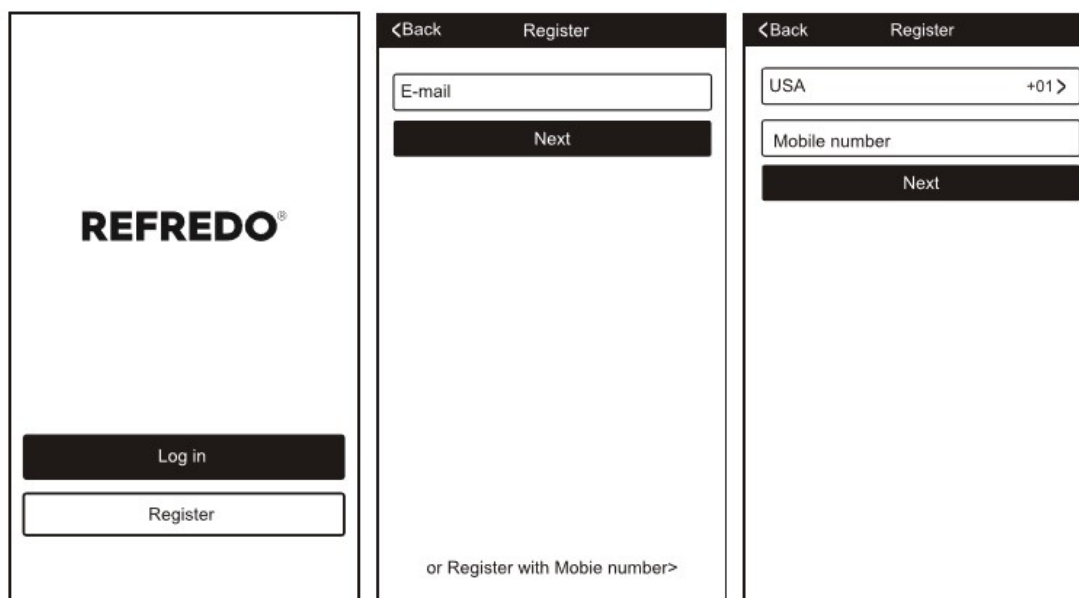 REFREDO®
Log in
Register
<Back Register
E-mail
Next
or Register with Mobie number>
<Back Register
USA +01>
Mobile number
Next